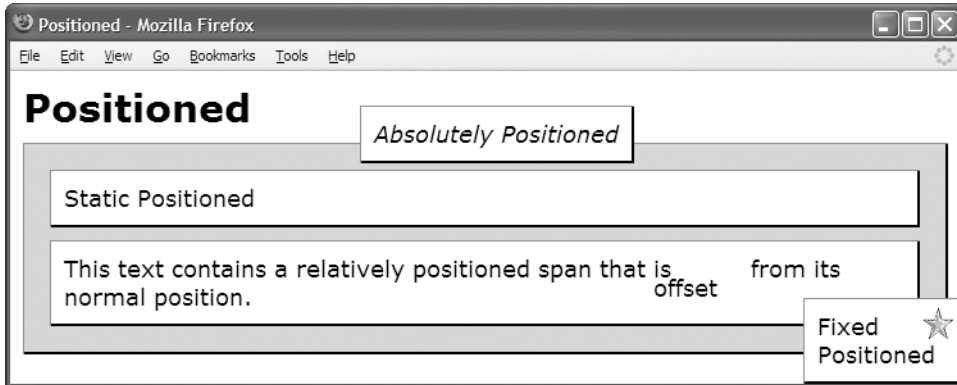 Positioned - Mozilla Firefox
File Edit View Go Bookmarks Tools Help
Positioned
Absolutely Positioned
Static Positioned
This text contains a relatively positioned span that is offset from its
normal position.
Fixed
Positioned